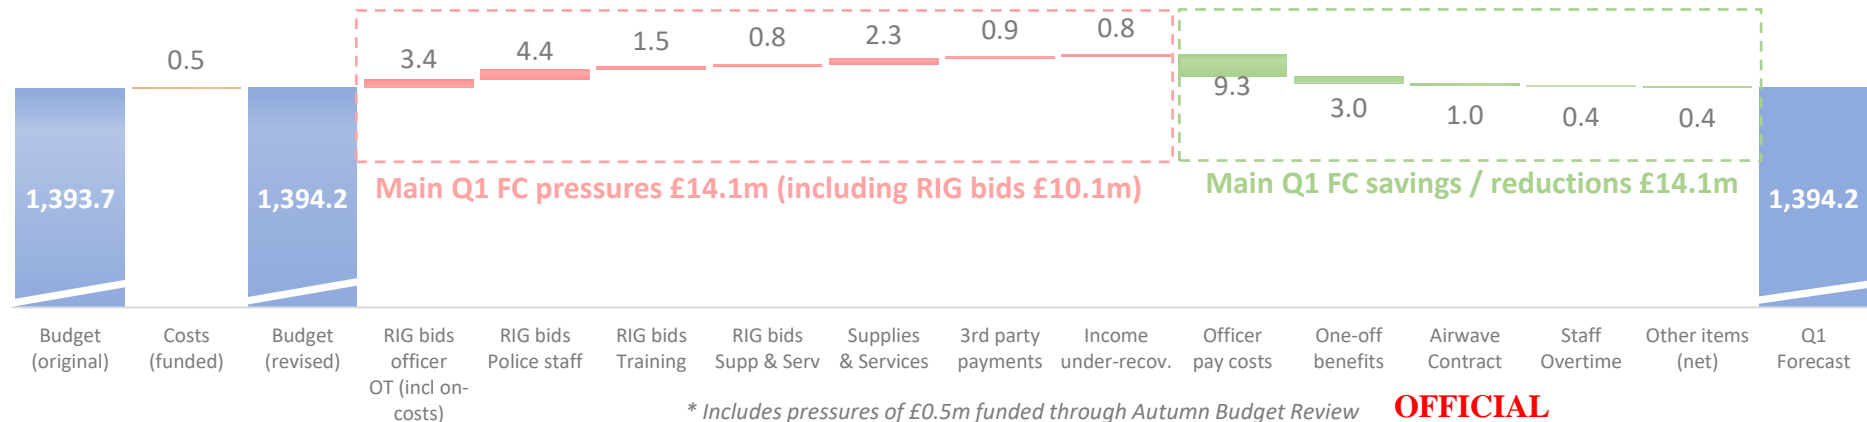 0.5
3.4
4.4
1.5
0.8
2.3
0.9
0.8
9.3
3.0
1.0
0.4
0.4
1,393.7
1,394.2
Main Q1 FC pressures £14.1m (including RIG bids £10.1m)
Main Q1 FC savings / reductions £14.1m
1,394.2
Budget
(original)
Costs
(funded)
Budget
(revised)
RIG bids
officer
OT (incl on-
costs)
RIG bids
Police staff
RIG bids
Training
RIG bids
Supp & Serv
Supplies
& Services
3rd party
payments
Income
under-recov.
Officer
pay costs
One-off
benefits
Airwave
Contract
Staff
Overtime
Other items
(net)
Q1
Forecast
* Includes pressures of £0.5m funded through Autumn Budget Review
OFFICIAL